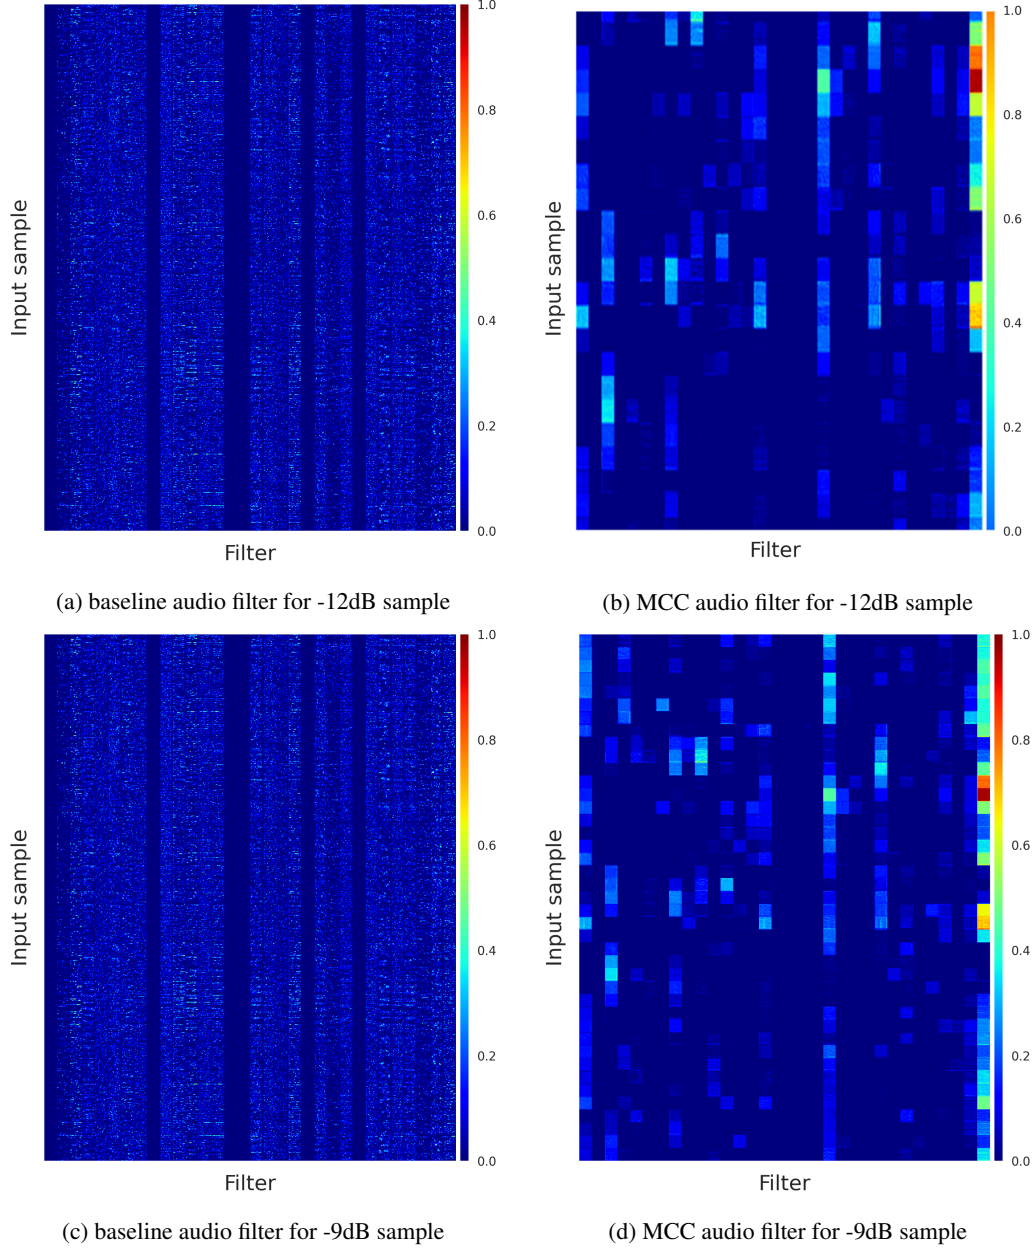 1.0
0.8
0.6
0.4
0.2
0.0
Input sample
Filter
(a) baseline audio filter for -12dB sample
1.0
0.8
0.6
0.4
0.2
0.0
Input sample
Filter
(b) MCC audio filter for -12dB sample
1.0
0.8
0.6
0.4
0.2
0.0
Input sample
Filter
(c) baseline audio filter for -9dB sample
1.0
0.8
0.6
0.4
0.2
0.0
Input sample
Filter
(d) MCC audio filter for -9dB sample